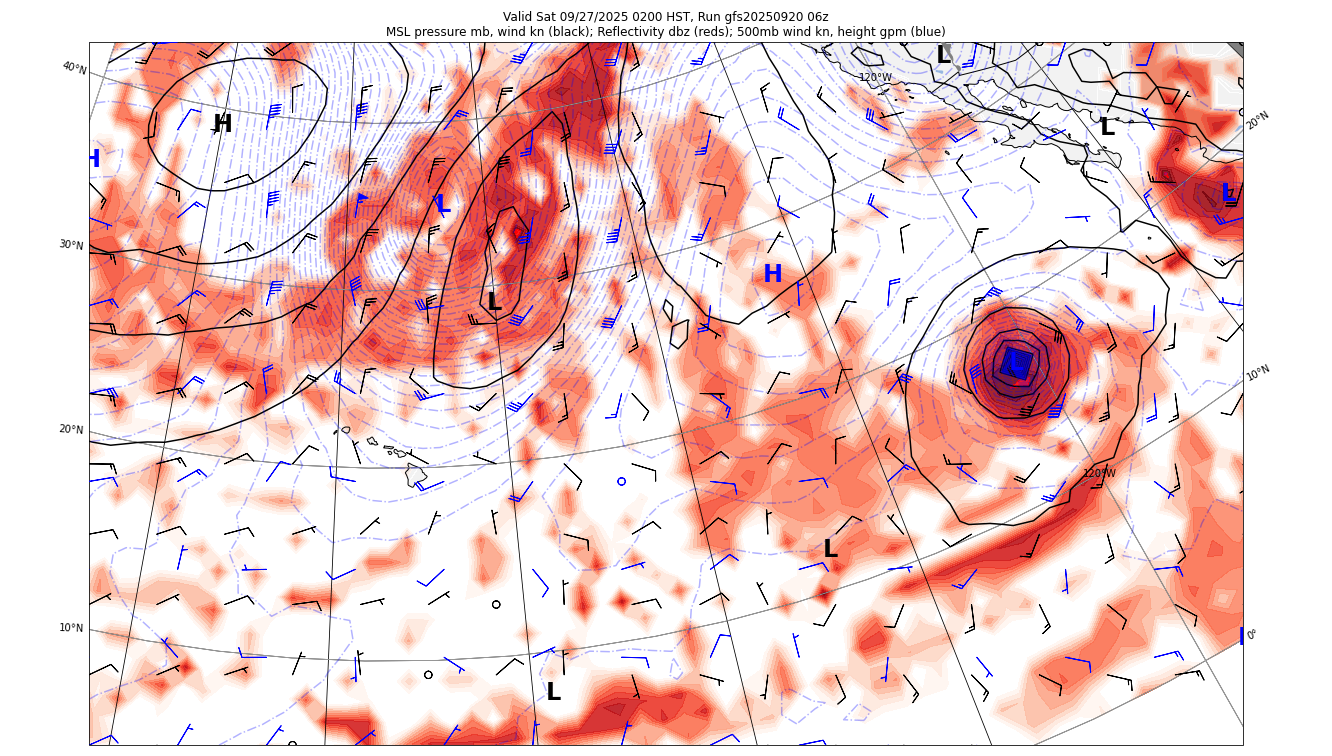 Valid Sat 09/27/2025 0200 HST, Run gfs20250920 06z
MSL pressure mb, wind kn (black); Reflectivity dbz (reds); 500mb wind kn, height gpm (blue)
L
40°N
120°W
H
L
20°N
H
L
L
30°N
H
L
L
10°N
20°N
120°W
L
10°N
0°
L